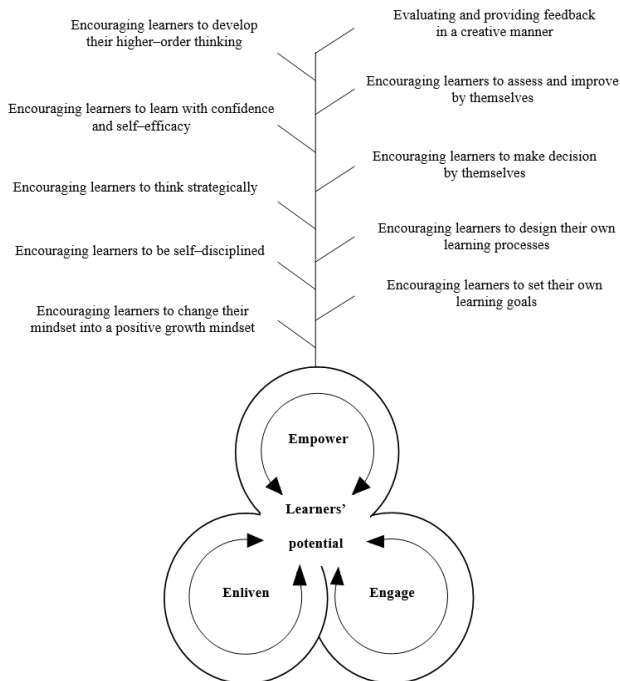 Encouraging learners to develop
their higher–order thinking
Evaluating and providing feedback
in a creative manner
Encouraging learners to assess and improve
by themselves
Encouraging learners to learn with confidence
and self–efficacy
Encouraging learners to make decision
by themselves
Encouraging learners to think strategically
Encouraging learners to design their own
learning processes
Encouraging learners to be self–disciplined
Encouraging learners to set their own
learning goals
Encouraging learners to change their
mindset into a positive growth mindset
Empower
Learners’
potential
Enliven
Engage